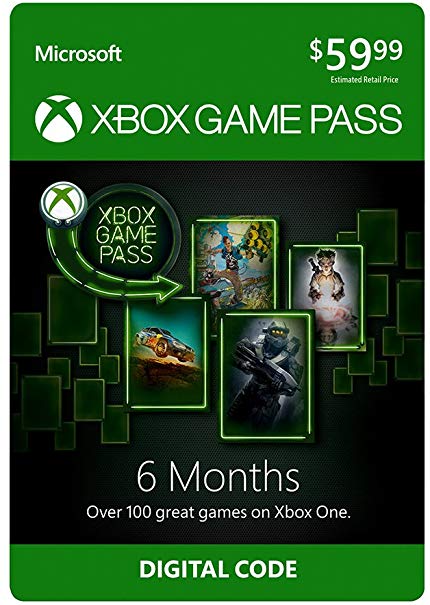 Microsoft
$59.99
Estimated Retail Price
XBOX GAME PASS
XBOX
GAME
PASS
6 Months
Over 100 great games on Xbox One.
DIGITAL CODE